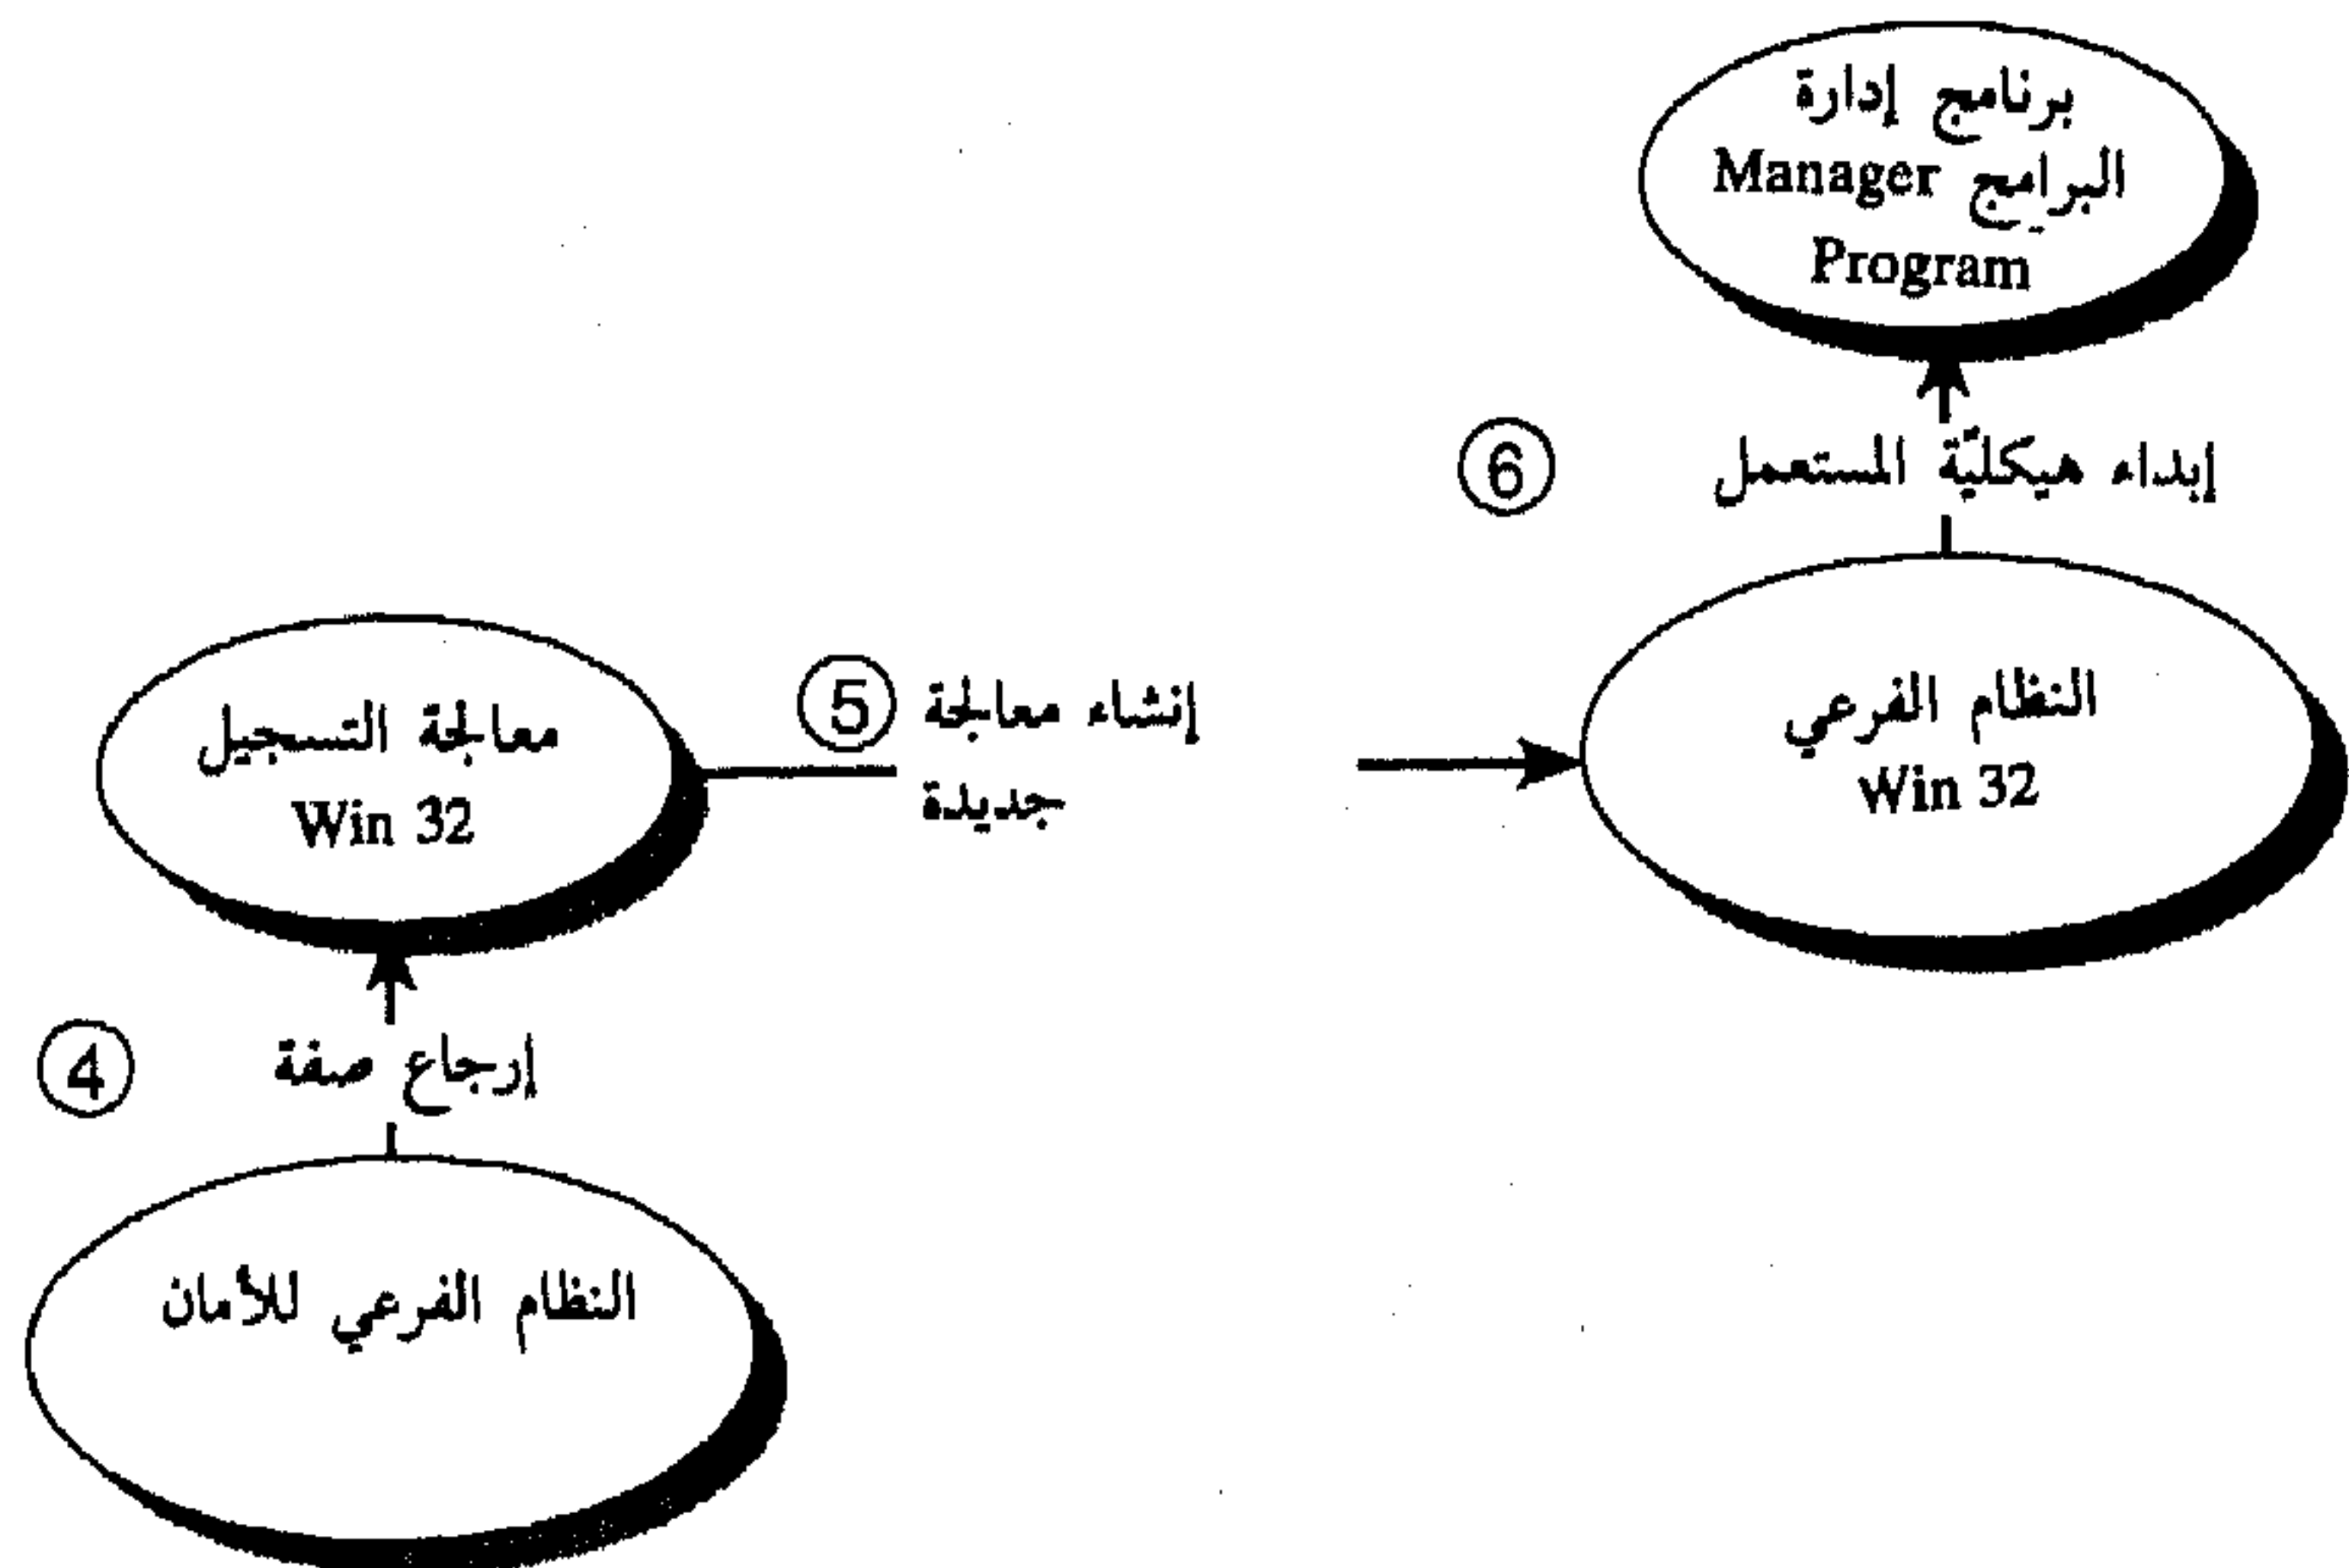 برنامج إدارة
البرامج Manager
Program
⑥ إبداء هيكليّة المستعمل
النظام الفرعي
Win 32
⑤ إنشاء معالجة
جديدة
معالجة التسجيل
Win 32
④ إرجاع صفة
النظام الفرعي للأمان